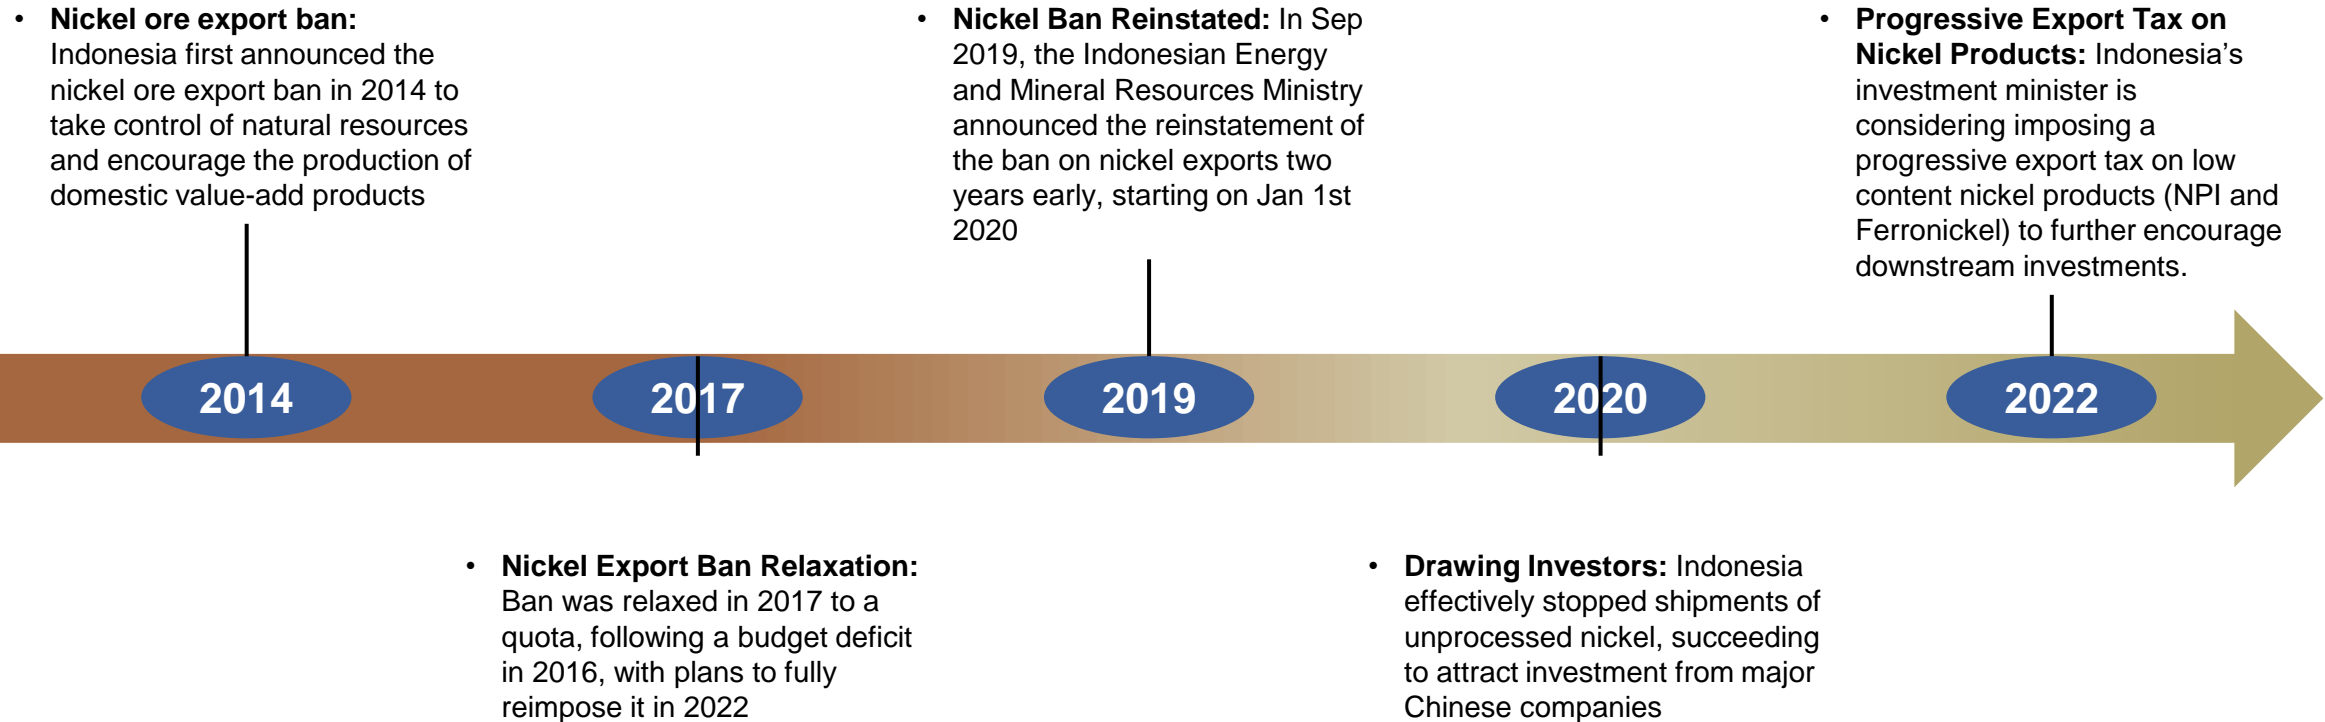 • Nickel ore export ban:
Indonesia first announced the
nickel ore export ban in 2014 to
take control of natural resources
and encourage the production of
domestic value-add products
• Nickel Ban Reinstated: In Sep
2019, the Indonesian Energy
and Mineral Resources Ministry
announced the reinstatement of
the ban on nickel exports two
years early, starting on Jan 1st
2020
• Progressive Export Tax on
Nickel Products: Indonesia’s
investment minister is
considering imposing a
progressive export tax on low
content nickel products (NPI and
Ferronickel) to further encourage
downstream investments.
2014
2017
2019
2020
2022
• Nickel Export Ban Relaxation:
Ban was relaxed in 2017 to a
quota, following a budget deficit
in 2016, with plans to fully
reimpose it in 2022
• Drawing Investors: Indonesia
effectively stopped shipments of
unprocessed nickel, succeeding
to attract investment from major
Chinese companies